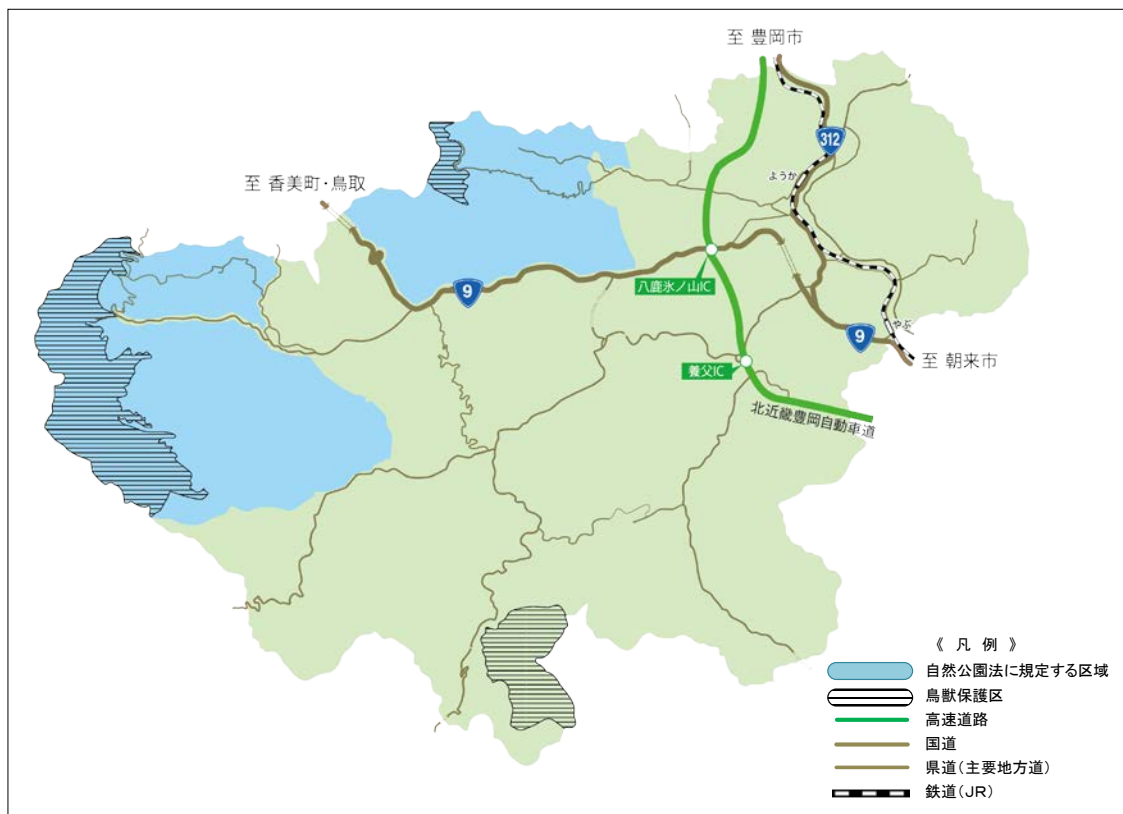 至 豊岡市
312
ようか
至 香美町・鳥取
八鹿氷ノ山IC
9
やぶ
9
至 朝来市
養父IC
北近畿豊岡自動車道
《 凡 例 》
自然公園法に規定する区域
鳥獣保護区
高速道路
国道
県道(主要地方道)
鉄道(JR)